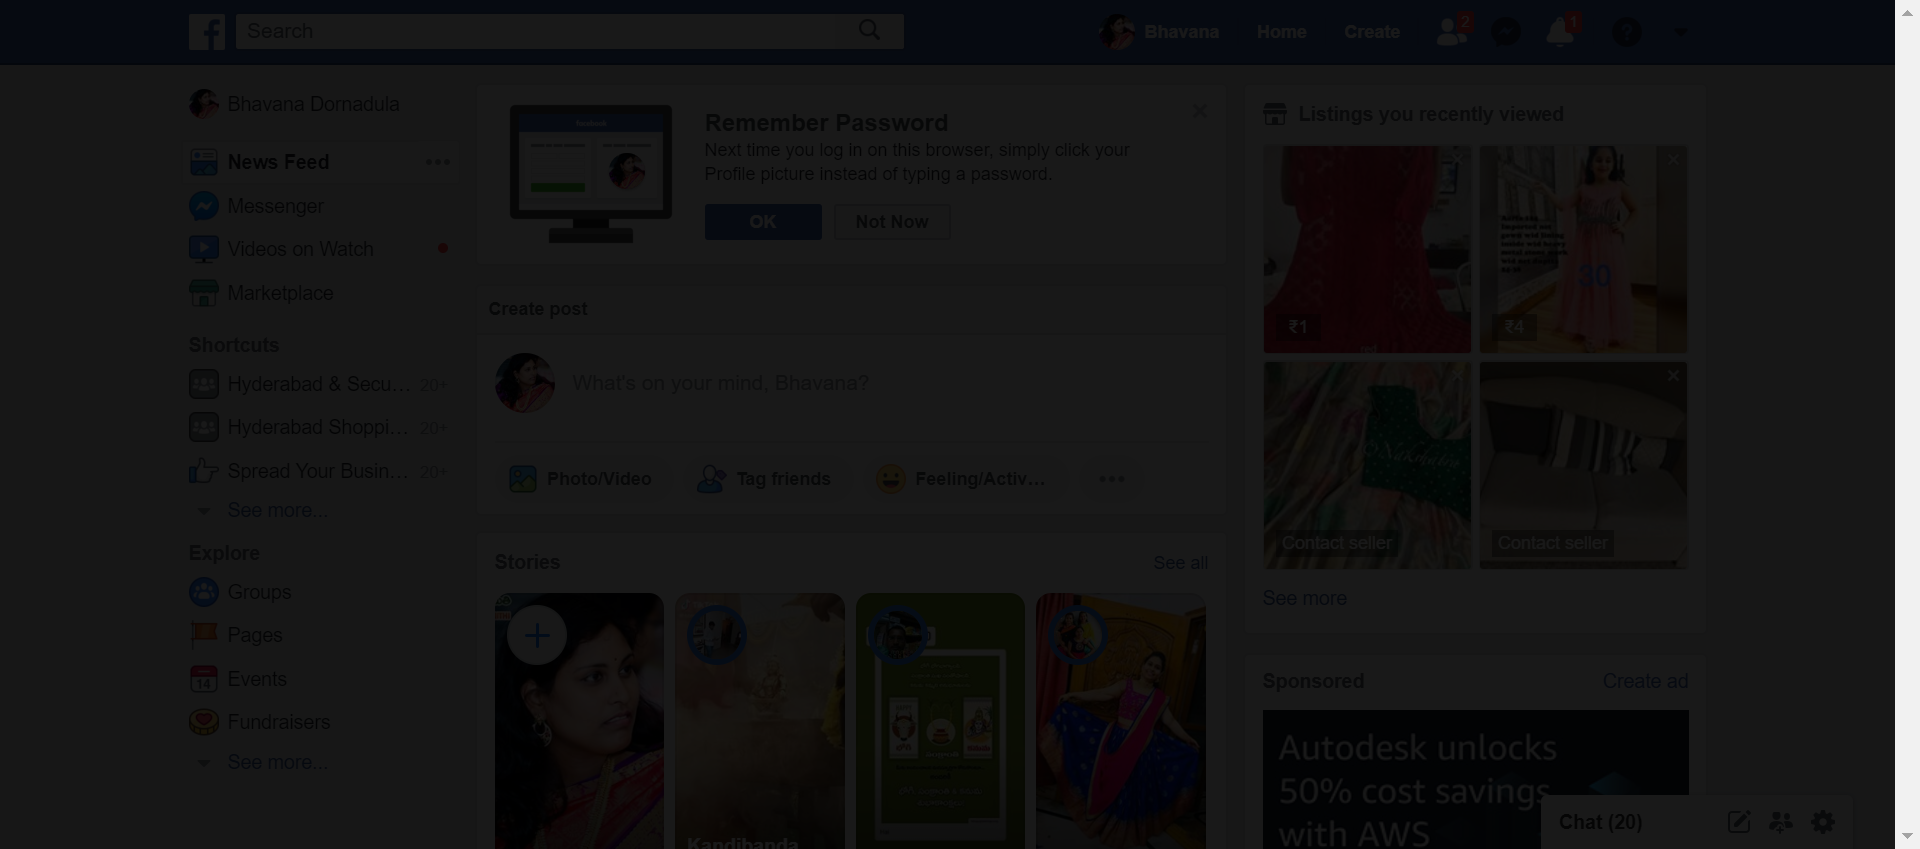 Search
Bhavana
Home
Create
2
1
Bhavana Dornadula
News Feed
Messenger
Videos on Watch
Marketplace
Shortcuts
Hyderabad & Secu... 20+
Hyderabad Shoppi... 20+
Spread Your Busin... 20+
See more...
Explore
Groups
Pages
14
Events
Fundraisers
See more...
facebook
Remember Password
Next time you log in on this browser, simply click your
Profile picture instead of typing a password.
OK
Not Now
Create post
What's on your mind, Bhavana?
Photo/Video
Tag friends
Feeling/Activ...
Stories
See all
Kandibanda
Listings you recently viewed
₹1
red
30
₹4
Contact seller
Contact seller
See more
Sponsored
Create ad
Autodesk unlocks
50% cost savings
with AWS
Chat (20)